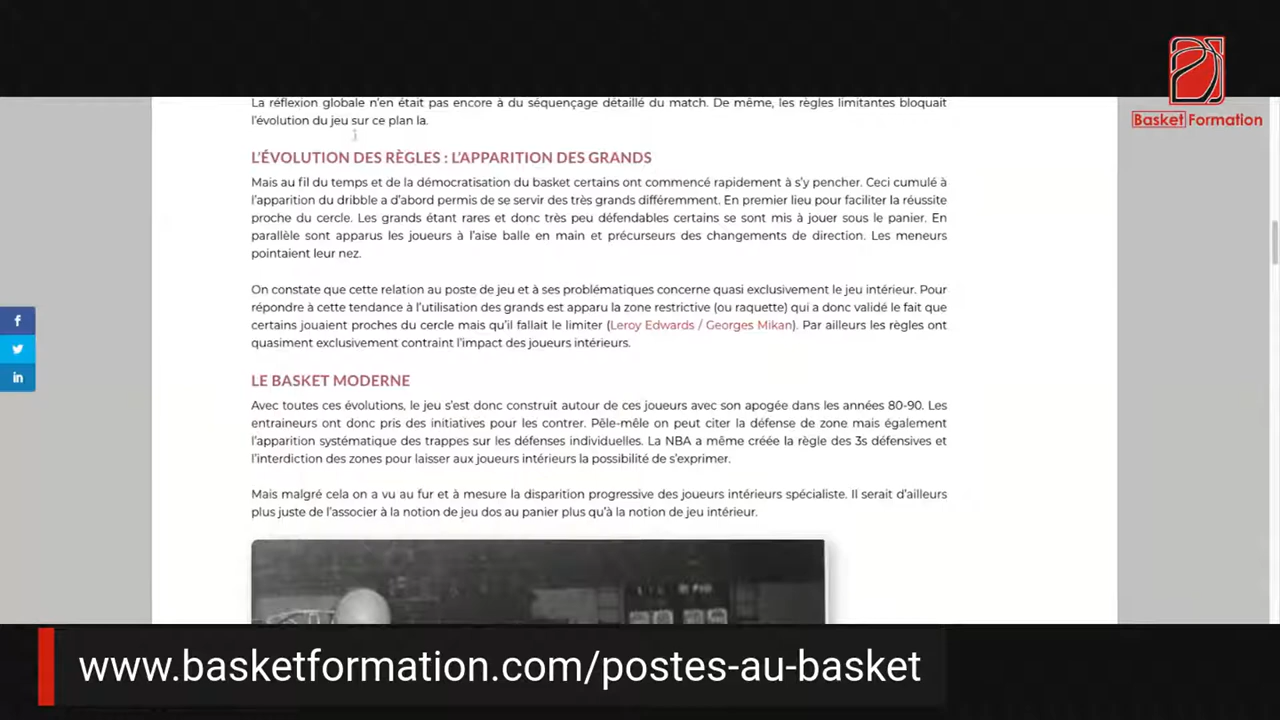 La réflexion globale n’en était pas encore à du séquençage détaillé du match. De même, les règles limitantes bloquait
l’évolution du jeu sur ce plan la.
L’ÉVOLUTION DES RÈGLES : L’APPARITION DES GRANDS
Mais au fil du temps et de la démocratisation du basket certains ont commencé rapidement à s’y pencher. Ceci cumulé à
l’apparition du dribble a d’abord permis de se servir des très grands différemment. En premier lieu pour faciliter la réussite
proche du cercle. Les grands étant rares et donc très peu défendables certains se sont mis à jouer sous le panier. En
parallèle sont apparus les joueurs à l’aise balle en main et précurseurs des changements de direction. Les meneurs
pointaient leur nez.
On constate que cette relation au poste de jeu et à ses problématiques concerne quasi exclusivement le jeu intérieur. Pour
répondre à cette tendance à l’utilisation des grands est apparu la zone restrictive (ou raquette) qui a donc validé le fait que
certains jouaient proches du cercle mais qu’il fallait le limiter (Leroy Edwards / Georges Mikan). Par ailleurs les règles ont
quasiment exclusivement contraint l’impact des joueurs intérieurs.
LE BASKET MODERNE
Avec toutes ces évolutions, le jeu s’est donc construit autour de ces joueurs avec son apogée dans les années 80-90. Les
entraineurs ont donc pris des initiatives pour les contrer. Pêle-mêle on peut citer la défense de zone mais également
l’apparition systématique des trappes sur les défenses individuelles. La NBA a même créée la règle des 3s défensives et
l’interdiction des zones pour laisser aux joueurs intérieurs la possibilité de s’exprimer.
Mais malgré cela on a vu au fur et à mesure la disparition progressive des joueurs intérieurs spécialiste. Il serait d’ailleurs
plus juste de l’associer à la notion de jeu dos au panier plus qu’à la notion de jeu intérieur.
Basket Formation
f
in
www.basketformation.com/postes-au-basket